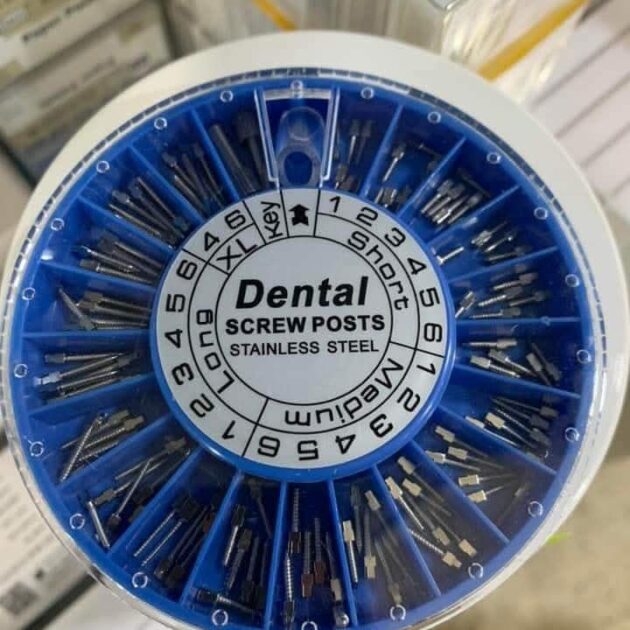 Dental
SCREW POSTS
STAINLESS STEEL
Key
1 2 3 4 5 6
Short
1 2 3 4 5 6
Medium
1 2 3 4 5 6
Long
4 6
XL